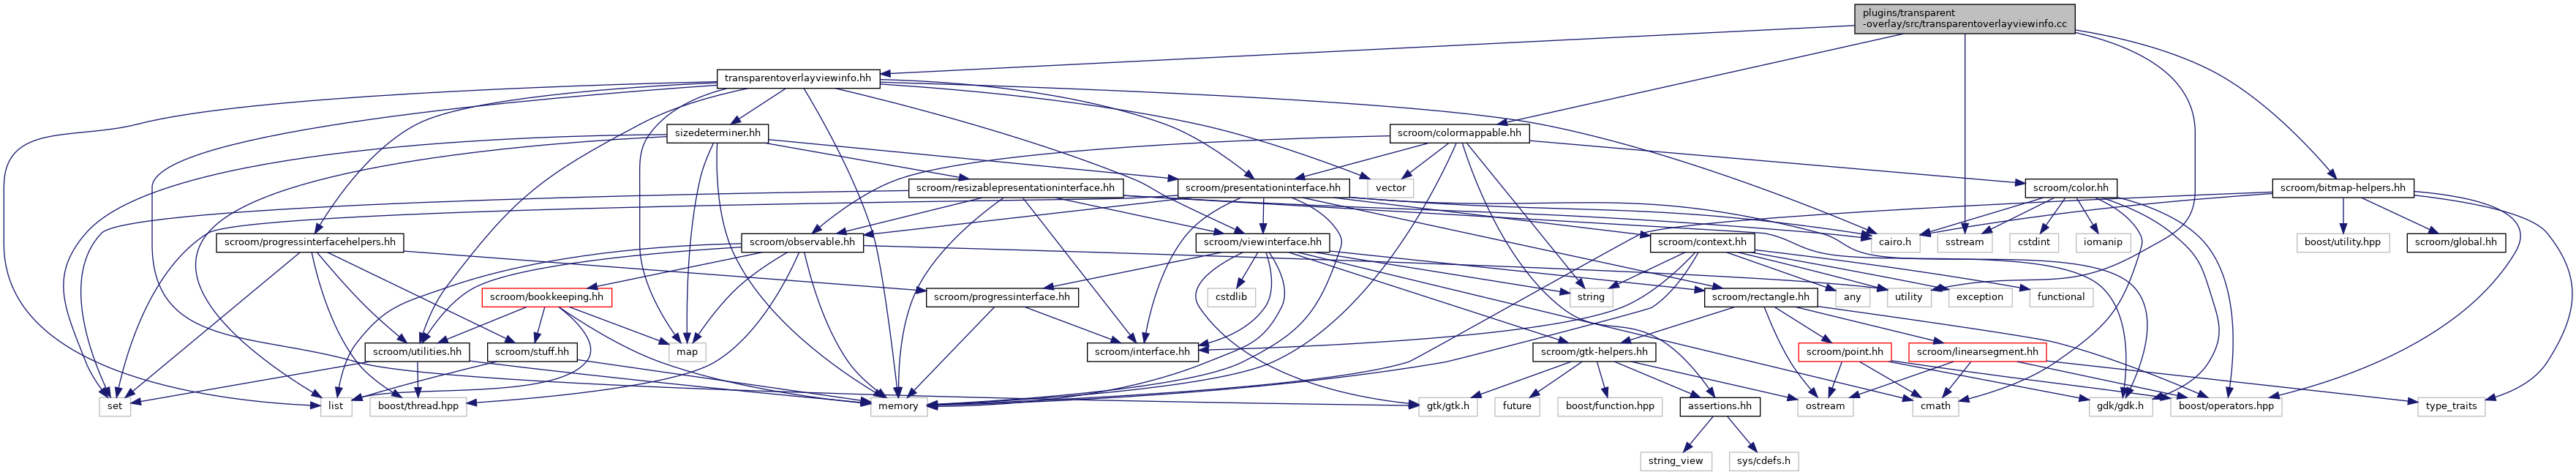 plugins/transparent
-overlay/src/transparentoverlayviewinfo.cc
transparentoverlayviewinfo.hh
sizedeterminer.hh
scroom/colormappable.hh
scroom/resizablepresentationinterface.hh
scroom/presentationinterface.hh
vector
scroom/color.hh
scroom/bitmap-helpers.hh
scroom/progressinterfacehelpers.hh
scroom/observable.hh
scroom/viewinterface.hh
scroom/context.hh
cairo.h
sstream
cstdint
iomanip
boost/utility.hpp
scroom/global.hh
scroom/bookkeeping.hh
scroom/progressinterface.hh
cstdlib
string
scroom/rectangle.hh
any
utility
exception
functional
scroom/utilities.hh
scroom/stuff.hh
map
scroom/interface.hh
scroom/gtk-helpers.hh
scroom/point.hh
scroom/linearsegment.hh
set
list
boost/thread.hpp
memory
gtk/gtk.h
future
boost/function.hpp
assertions.hh
ostream
cmath
gdk/gdk.h
boost/operators.hpp
type_traits
string_view
sys/cdefs.h